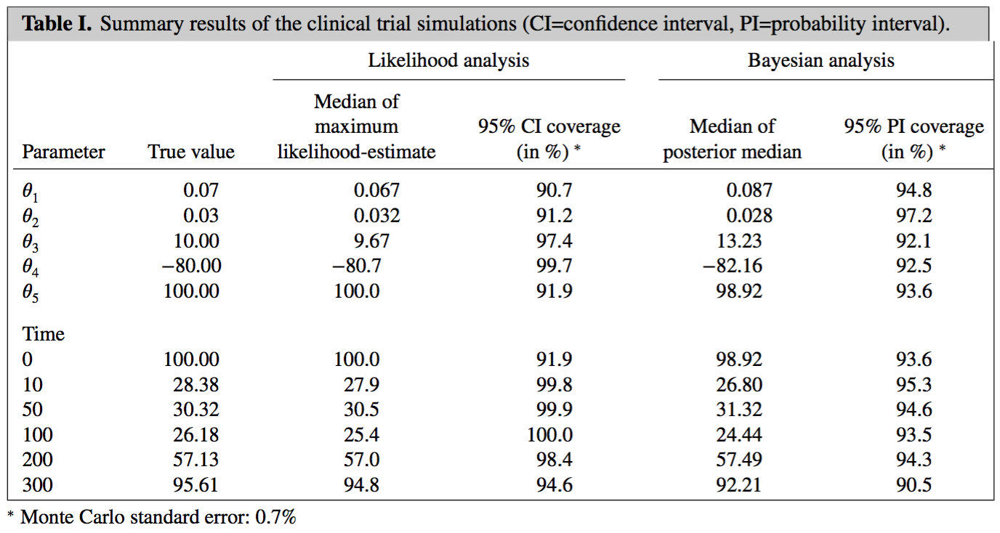 Table I. Summary results of the clinical trial simulations (CI=confidence interval, PI=probability interval).
Likelihood analysis Bayesian analysis
Median of
maximum 95% CI coverage Median of 95% PI coverage
Parameter True value likelihood-estimate (in %) * posterior median (in %) *
θ1 0.07 0.067 90.7 0.087 94.8
θ2 0.03 0.032 91.2 0.028 97.2
θ3 10.00 9.67 97.4 13.23 92.1
θ4 −80.00 −80.7 99.7 −82.16 92.5
θ5 100.00 100.0 91.9 98.92 93.6
Time
0 100.00 100.0 91.9 98.92 93.6
10 28.38 27.9 99.8 26.80 95.3
50 30.32 30.5 99.9 31.32 94.6
100 26.18 25.4 100.0 24.44 93.5
200 57.13 57.0 98.4 57.49 94.3
300 95.61 94.8 94.6 92.21 90.5
* Monte Carlo standard error: 0.7%